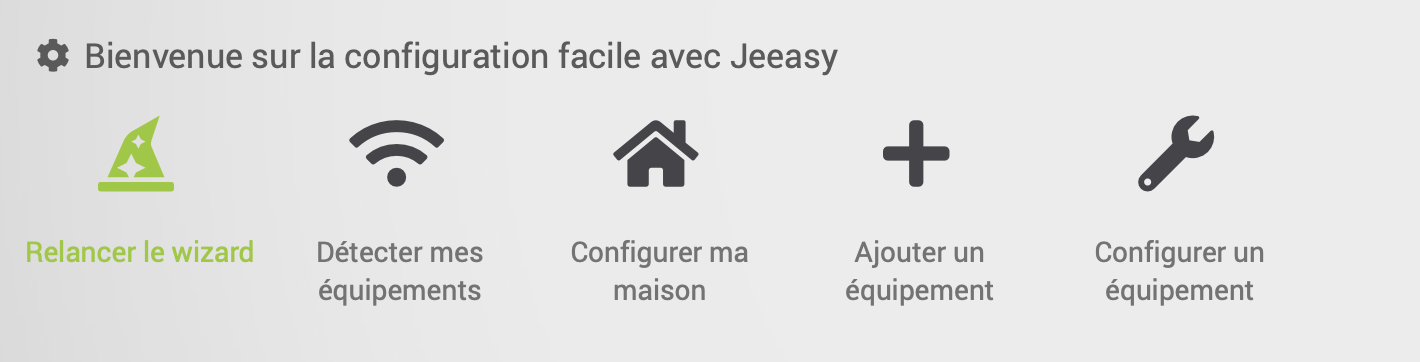 Bienvenue sur la configuration facile avec Jeeasy
Relancer le wizard
Détecter mes
équipements
Configurer ma
maison
Ajouter un
équipement
Configurer un
équipement